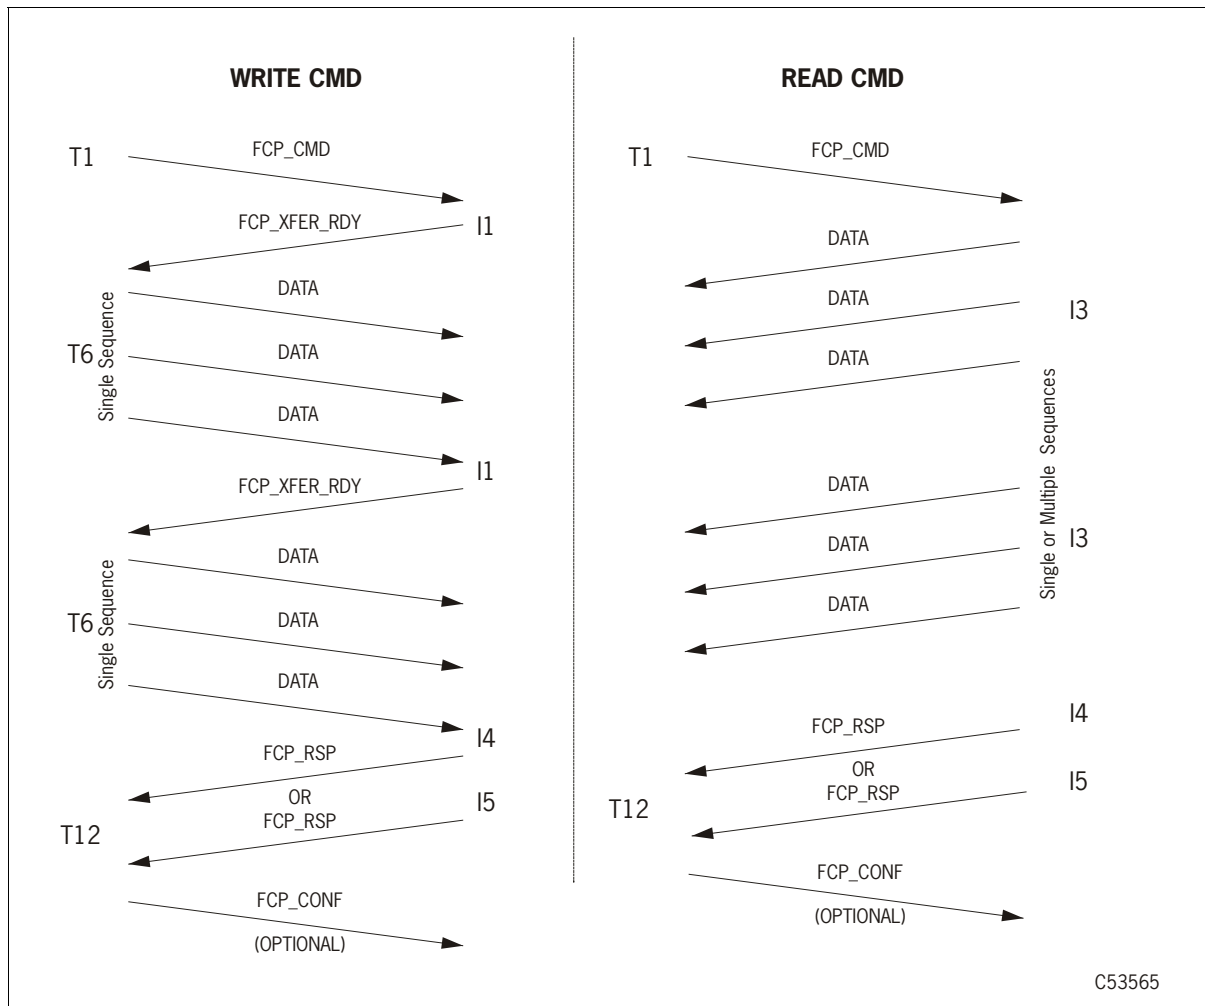 WRITE CMD
T1
FCP_CMD
FCP_XFER_RDY
I1
DATA
Single Sequence
T6
DATA
DATA
I1
FCP_XFER_RDY
DATA
Single Sequence
T6
DATA
DATA
I4
FCP_RSP
OR
I5
FCP_RSP
T12
FCP_CONF
(OPTIONAL)
READ CMD
T1
FCP_CMD
DATA
DATA
I3
DATA
Single or Multiple Sequences
DATA
DATA
I3
DATA
I4
FCP_RSP
OR
I5
FCP_RSP
T12
FCP_CONF
(OPTIONAL)
C53565